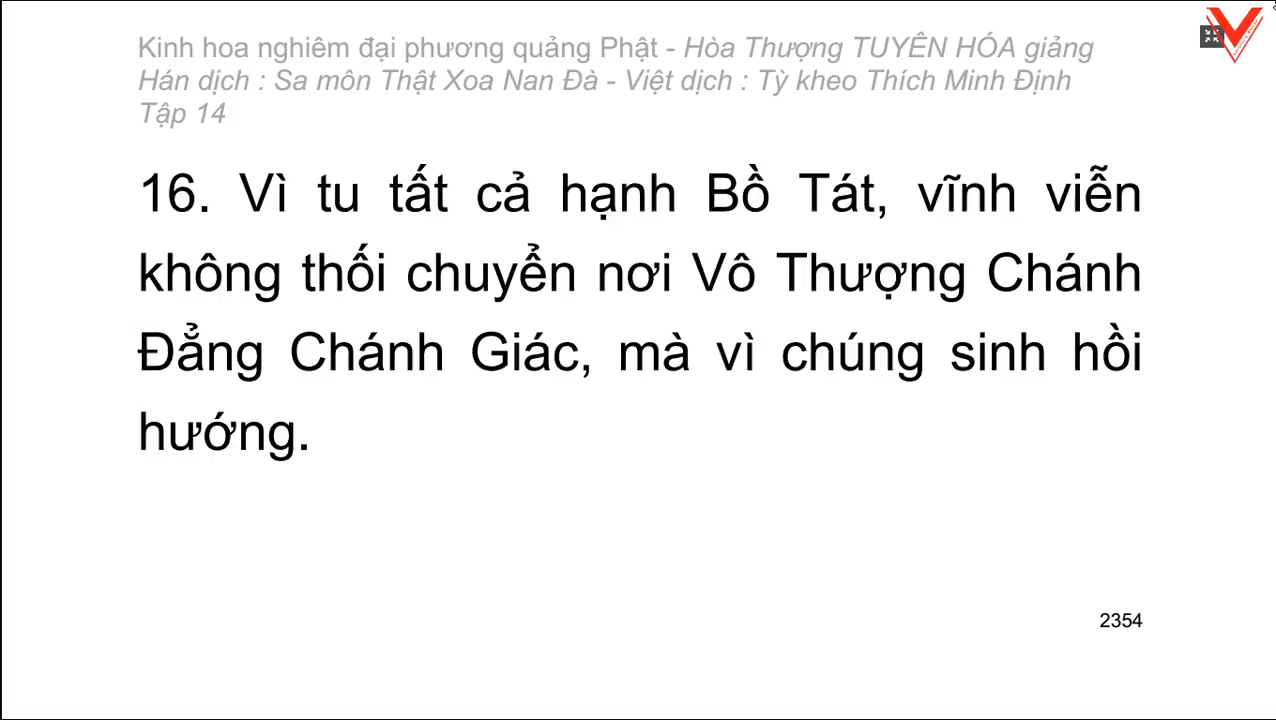 Kinh hoa nghiêm đại phương quảng Phật - Hòa Thượng TUYÊN HÓA giảng
Hán dịch : Sa môn Thật Xoa Nan Đà - Việt dịch : Tỳ kheo Thích Minh Định
Tập 14
16. Vì tu tất cả hạnh Bồ Tát, vĩnh viễn
không thối chuyển nơi Vô Thượng Chánh
Đẳng Chánh Giác, mà vì chúng sinh hồi
hướng.
2354